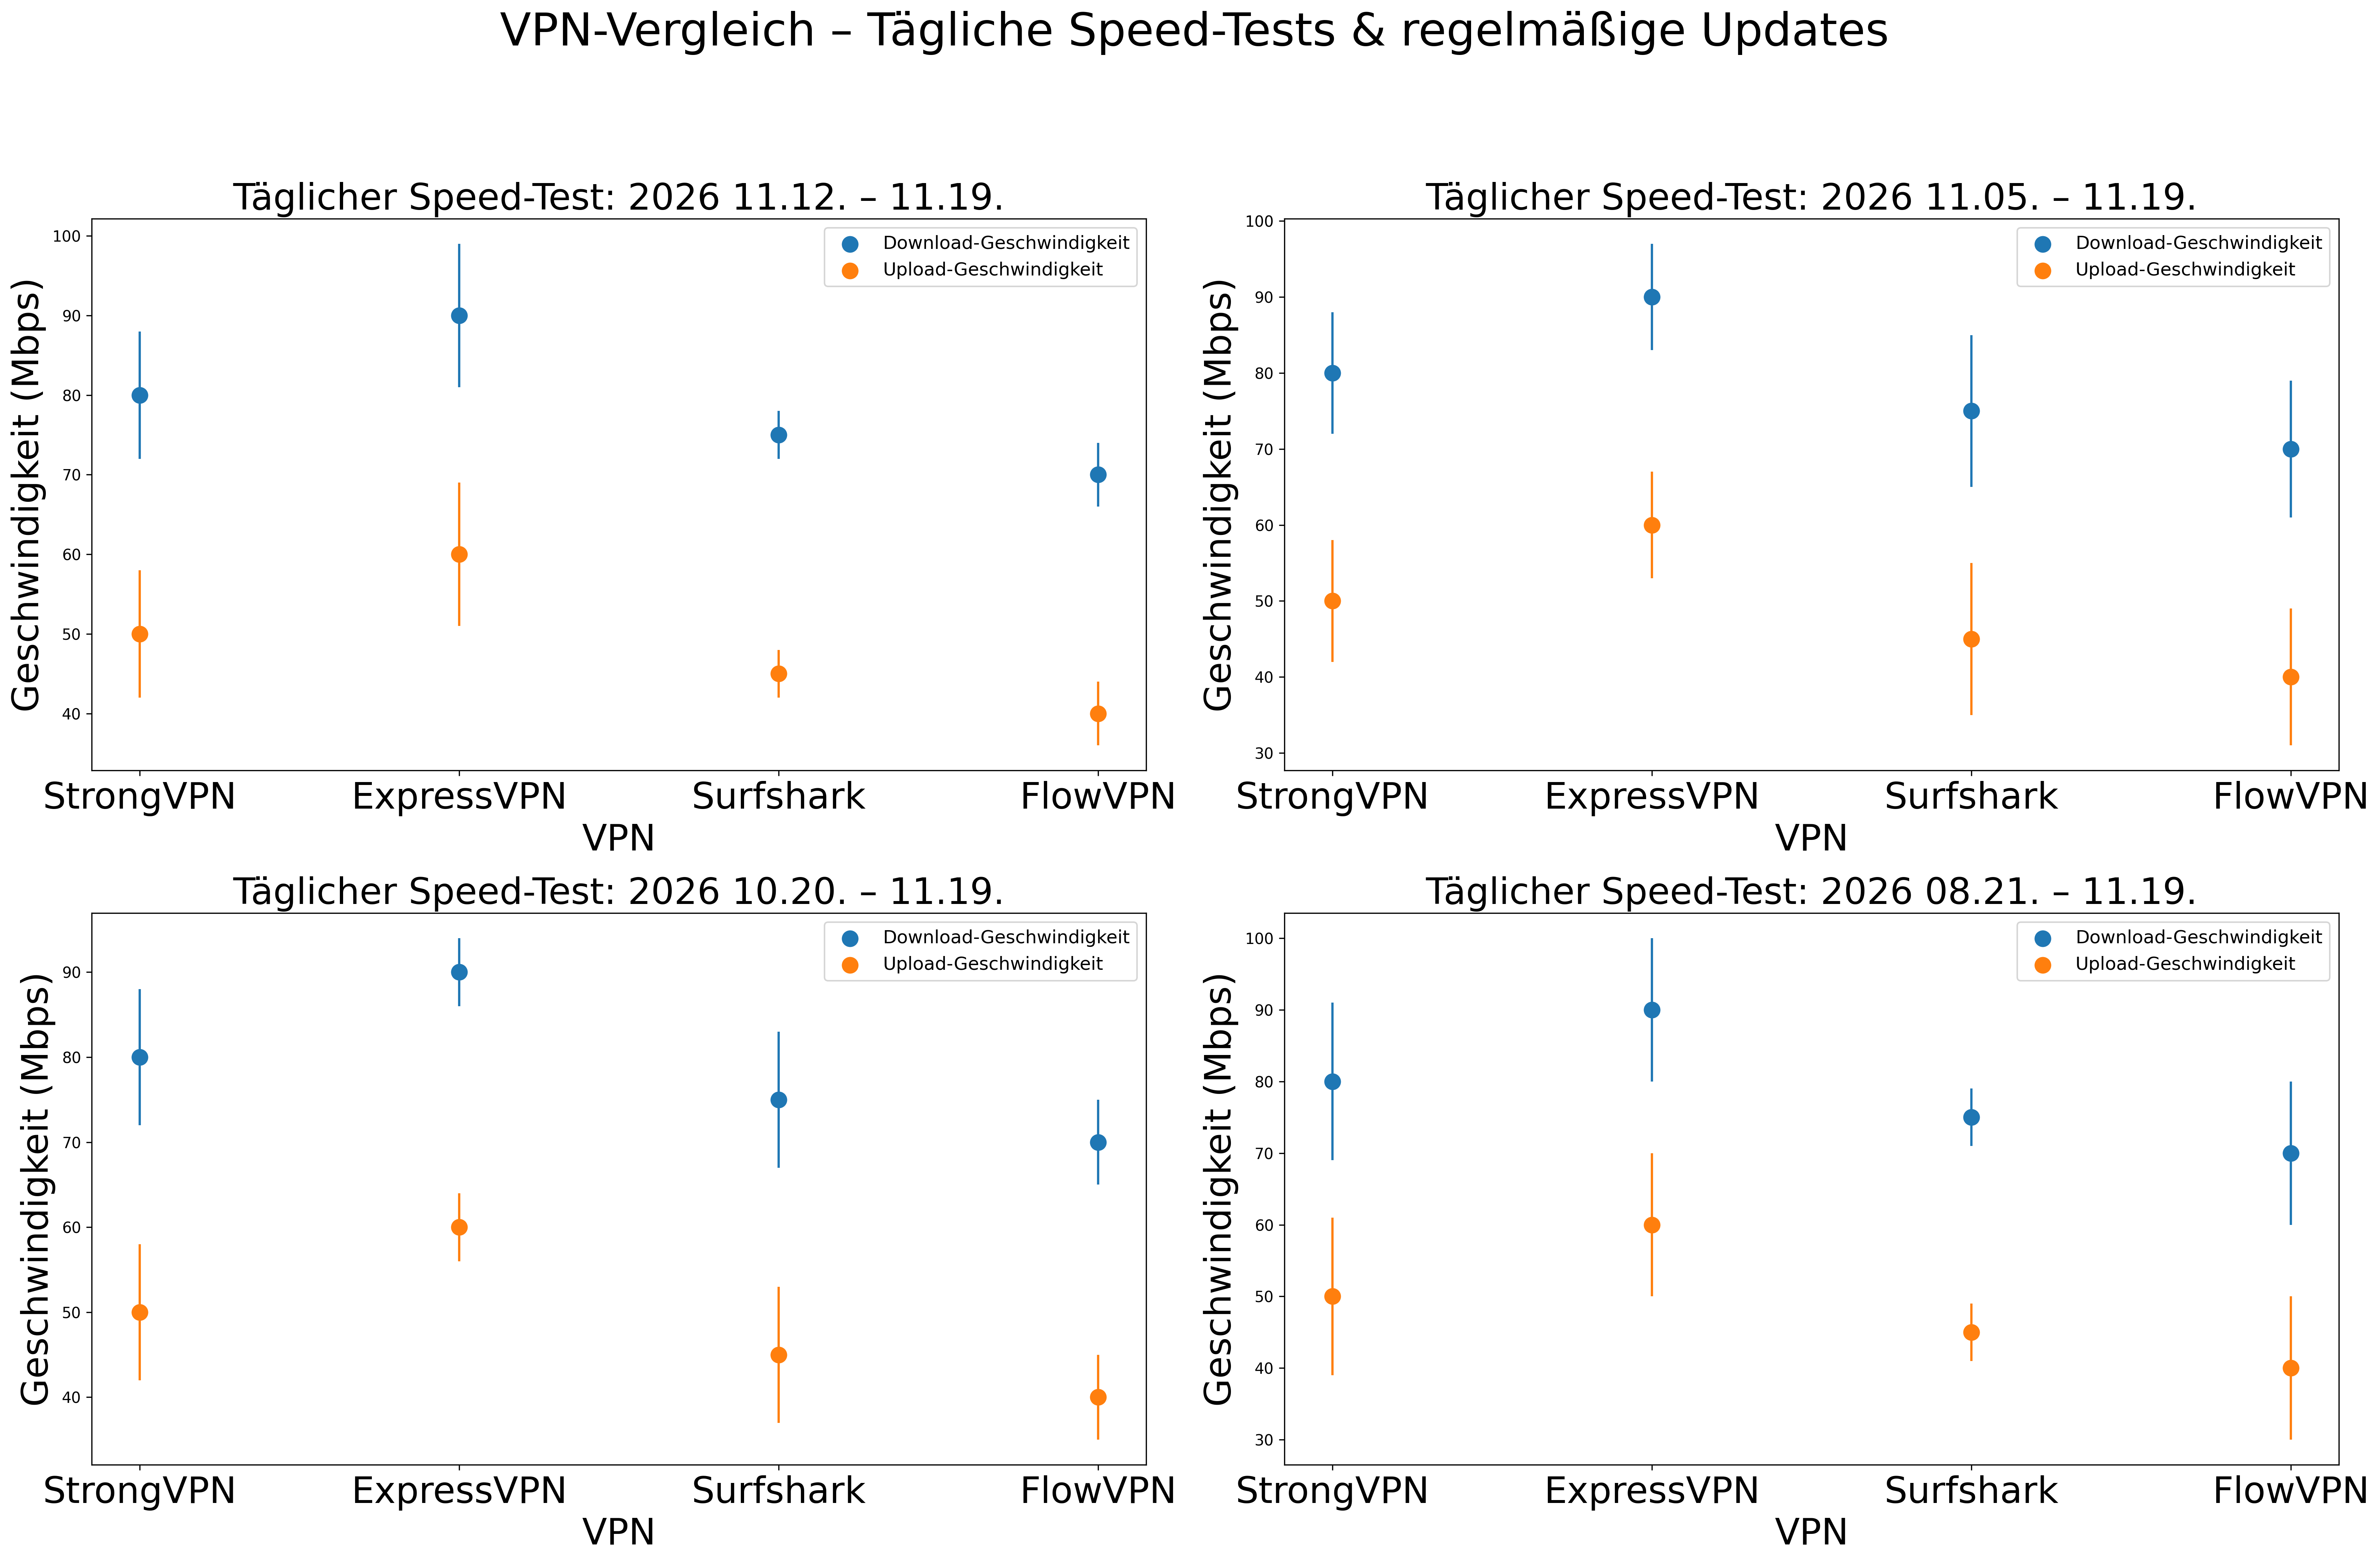 VPN-Vergleich – Tägliche Speed-Tests & regelmäßige Updates
Täglicher Speed-Test: 2026 11.12. – 11.19.
Geschwindigkeit (Mbps)
100
90
80
70
60
50
40
Download-Geschwindigkeit
Upload-Geschwindigkeit
StrongVPN ExpressVPN Surfshark FlowVPN
VPN
Täglicher Speed-Test: 2026 11.05. – 11.19.
Geschwindigkeit (Mbps)
100
90
80
70
60
50
40
30
Download-Geschwindigkeit
Upload-Geschwindigkeit
StrongVPN ExpressVPN Surfshark FlowVPN
VPN
Täglicher Speed-Test: 2026 10.20. – 11.19.
Geschwindigkeit (Mbps)
90
80
70
60
50
40
Download-Geschwindigkeit
Upload-Geschwindigkeit
StrongVPN ExpressVPN Surfshark FlowVPN
VPN
Täglicher Speed-Test: 2026 08.21. – 11.19.
Geschwindigkeit (Mbps)
100
90
80
70
60
50
40
30
Download-Geschwindigkeit
Upload-Geschwindigkeit
StrongVPN ExpressVPN Surfshark FlowVPN
VPN